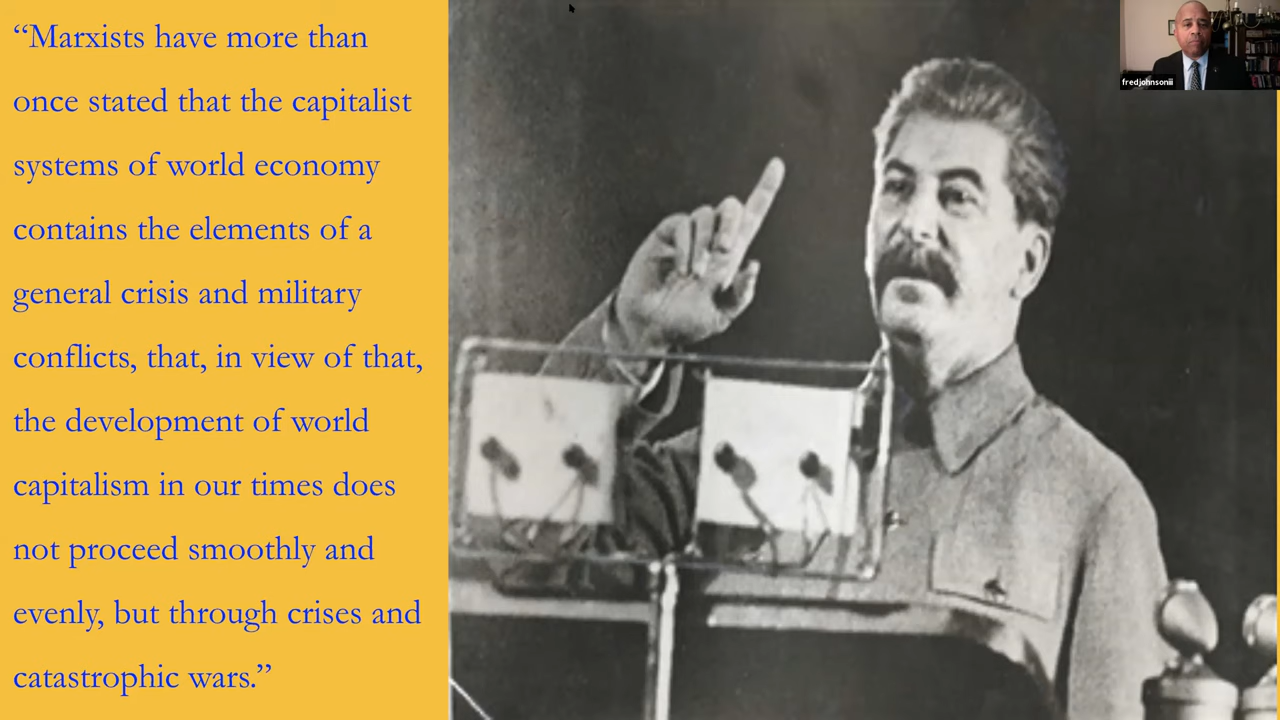 “Marxists have more than
once stated that the capitalist
systems of world economy
contains the elements of a
general crisis and military
conflicts, that, in view of that,
the development of world
capitalism in our times does
not proceed smoothly and
evenly, but through crises and
catastrophic wars.”
fredjohnsoniii